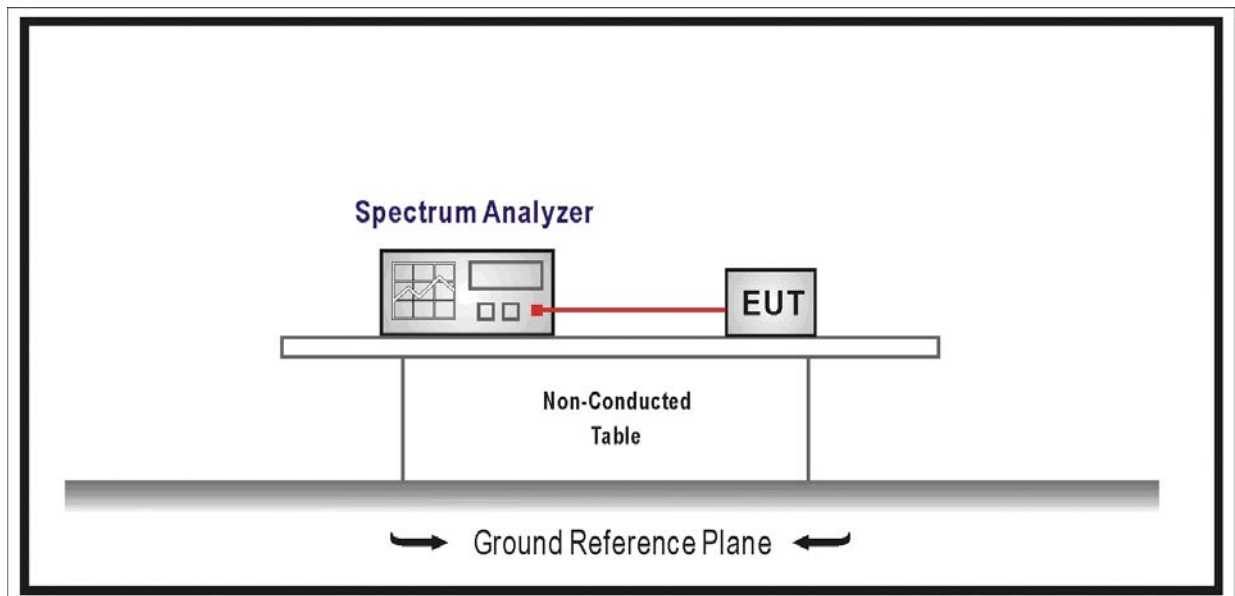 Spectrum Analyzer
EUT
Non-Conducted
Table
Ground Reference Plane